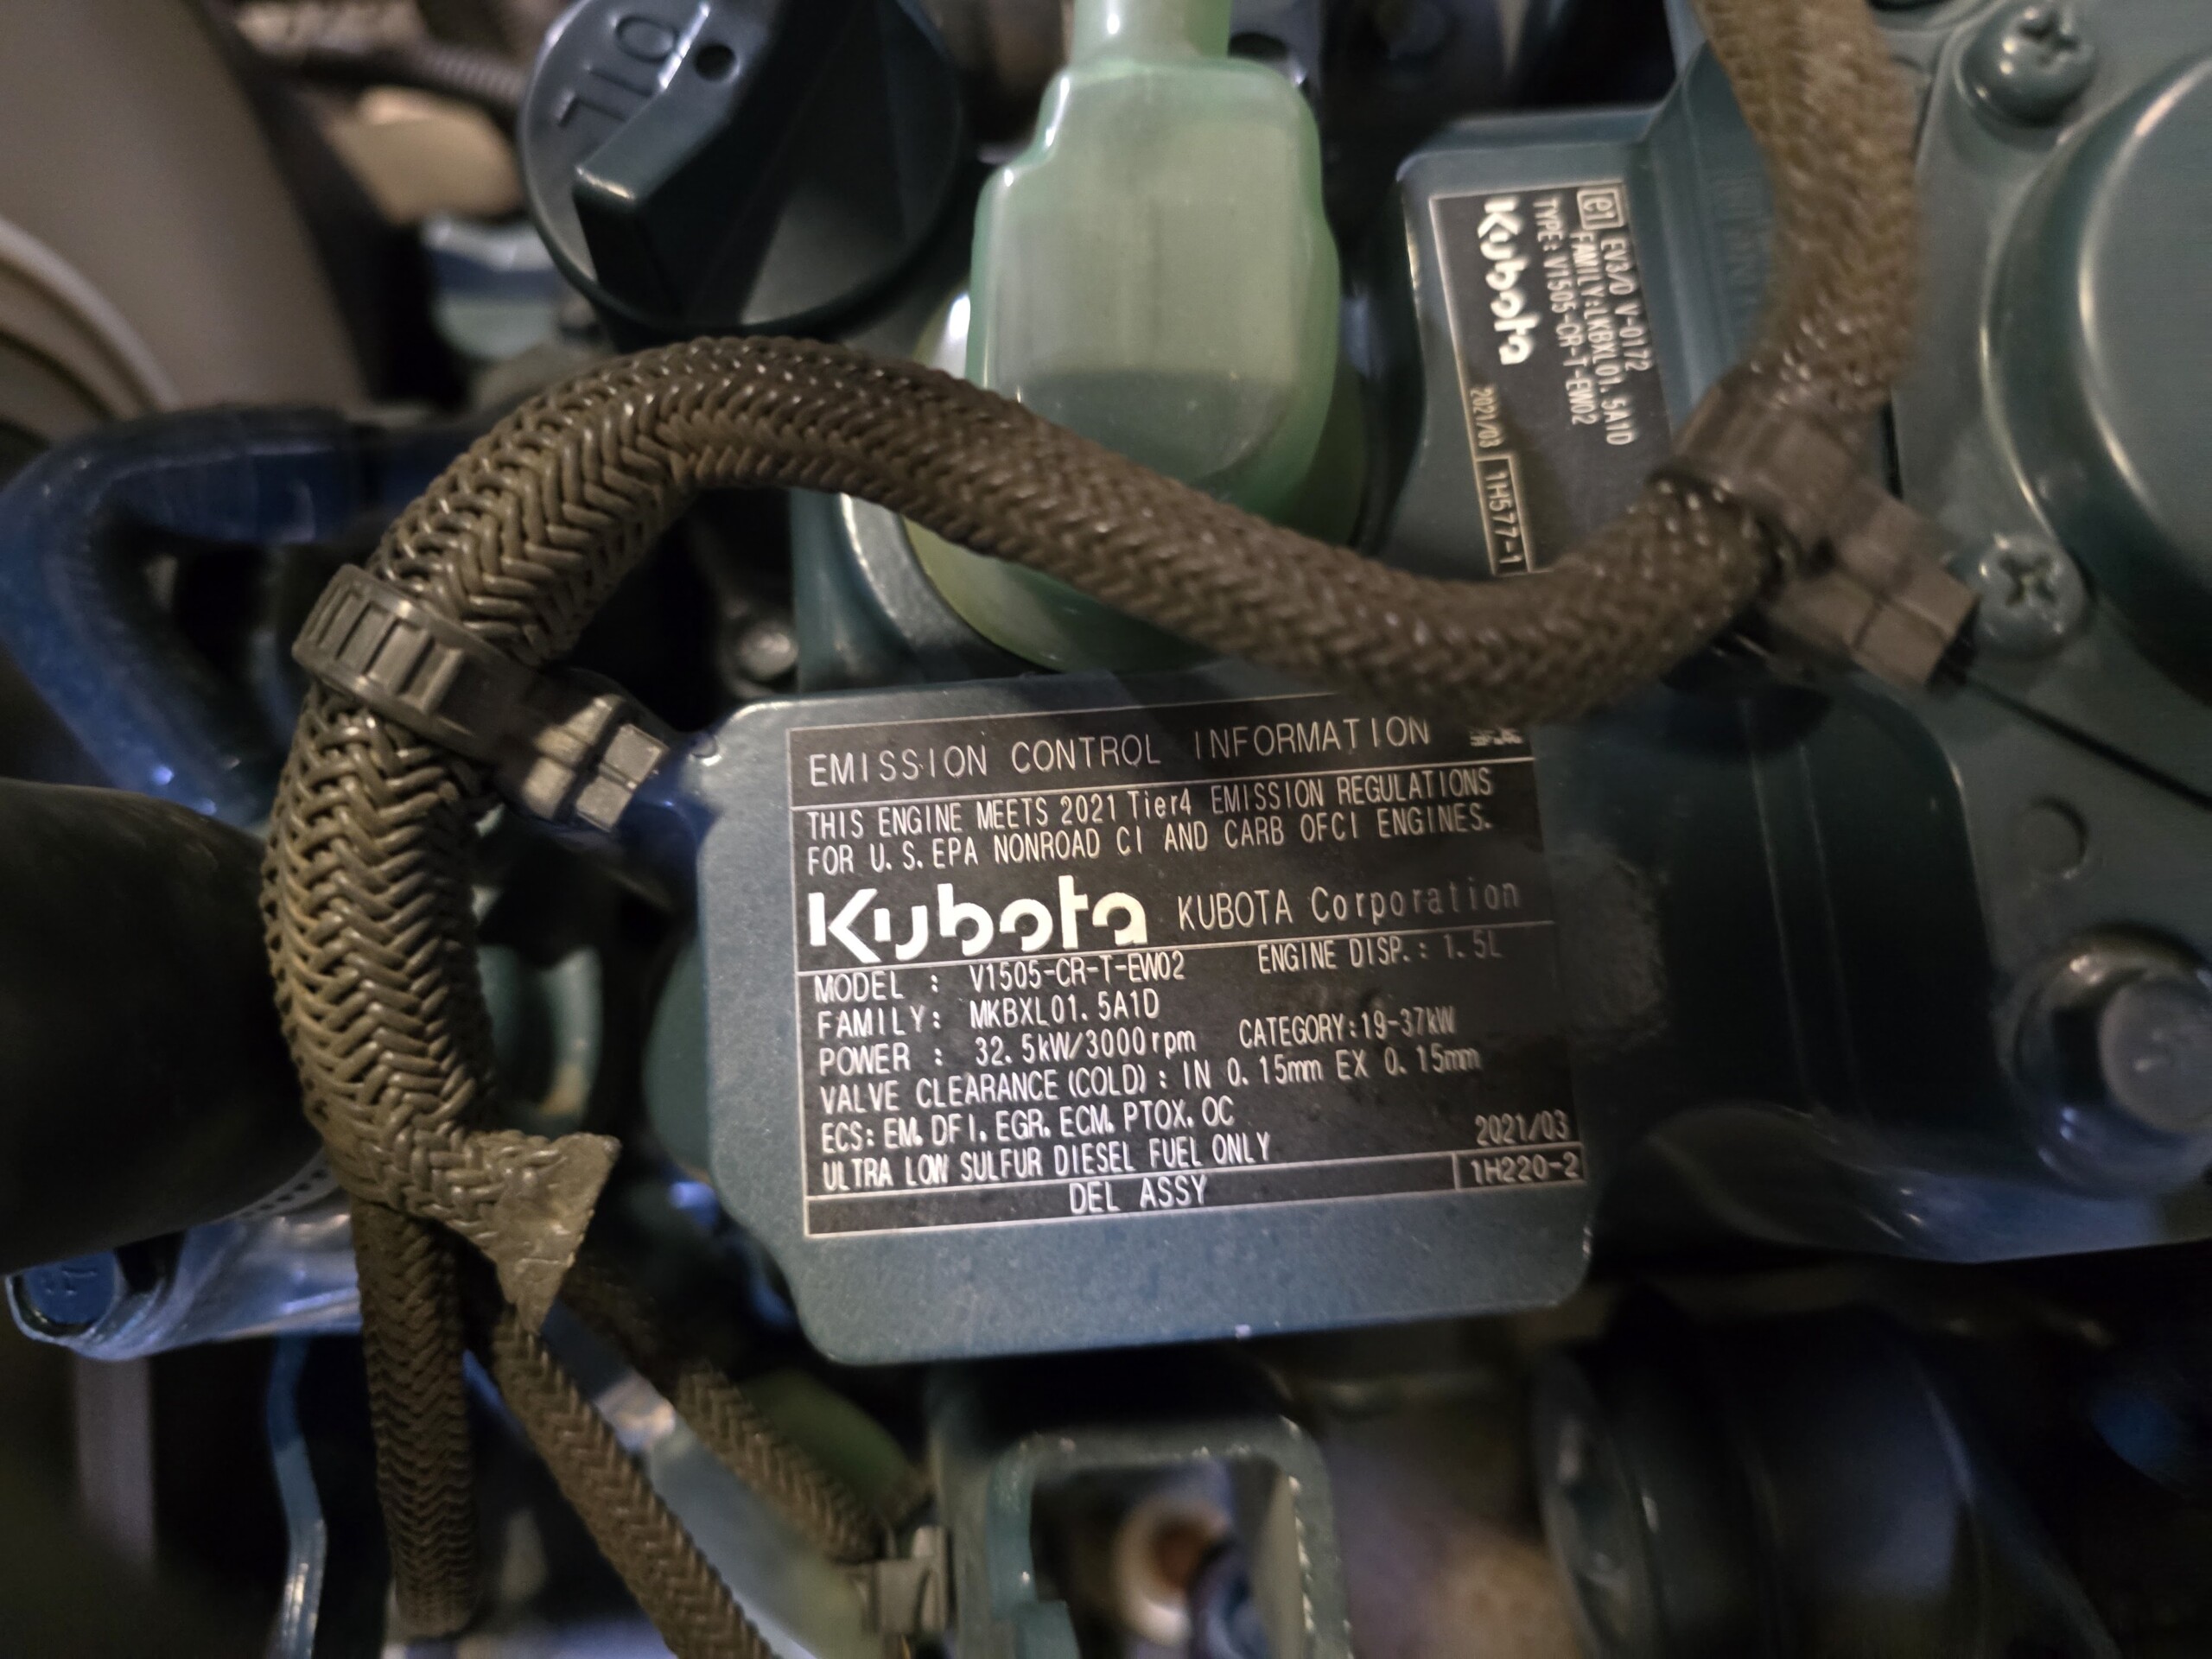 OIL
e1 EV3/D V-0172
FAMILY:LKBXL01.5A1D
TYPE: V1505-CR-T-EW02
Kubota
2021/03 1H577-1
EMISSION CONTROL INFORMATION
THIS ENGINE MEETS 2021 Tier4 EMISSION REGULATIONS
FOR U.S.EPA NONROAD CI AND CARB OFCI ENGINES.
Kubota KUBOTA Corporation
MODEL : V1505-CR-T-EW02 ENGINE DISP.: 1.5L
FAMILY: MKBXL01.5A1D
POWER : 32.5kW/3000rpm CATEGORY:19-37kW
VALVE CLEARANCE(COLD): IN 0.15mm EX 0.15mm
ECS: EM, DFI, EGR, ECM, PTOX, OC
ULTRA LOW SULFUR DIESEL FUEL ONLY 2021/03
DEL ASSY 1H220-2